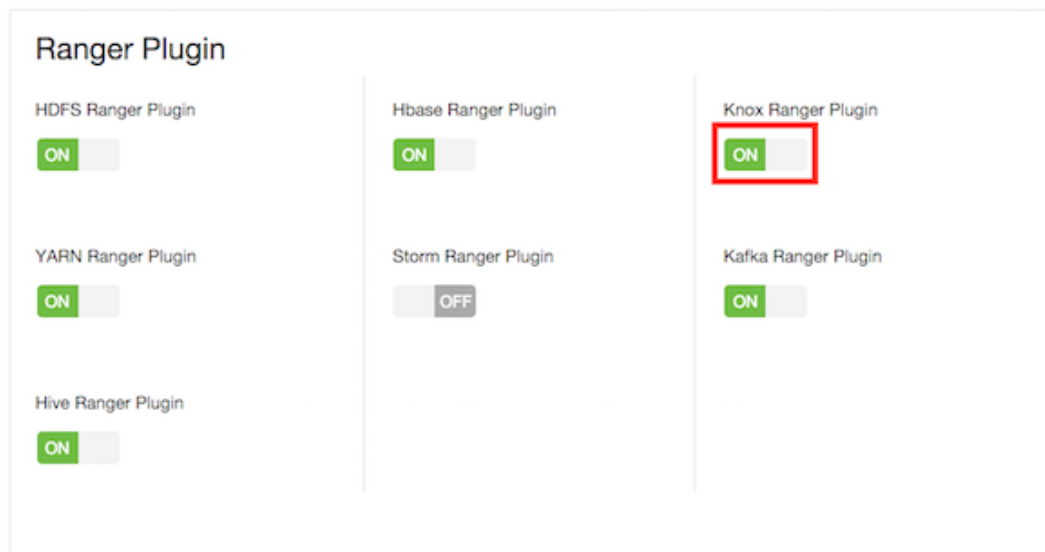 Ranger Plugin
HDFS Ranger Plugin
ON
Hbase Ranger Plugin
ON
Knox Ranger Plugin
ON
YARN Ranger Plugin
ON
Storm Ranger Plugin
OFF
Kafka Ranger Plugin
ON
Hive Ranger Plugin
ON